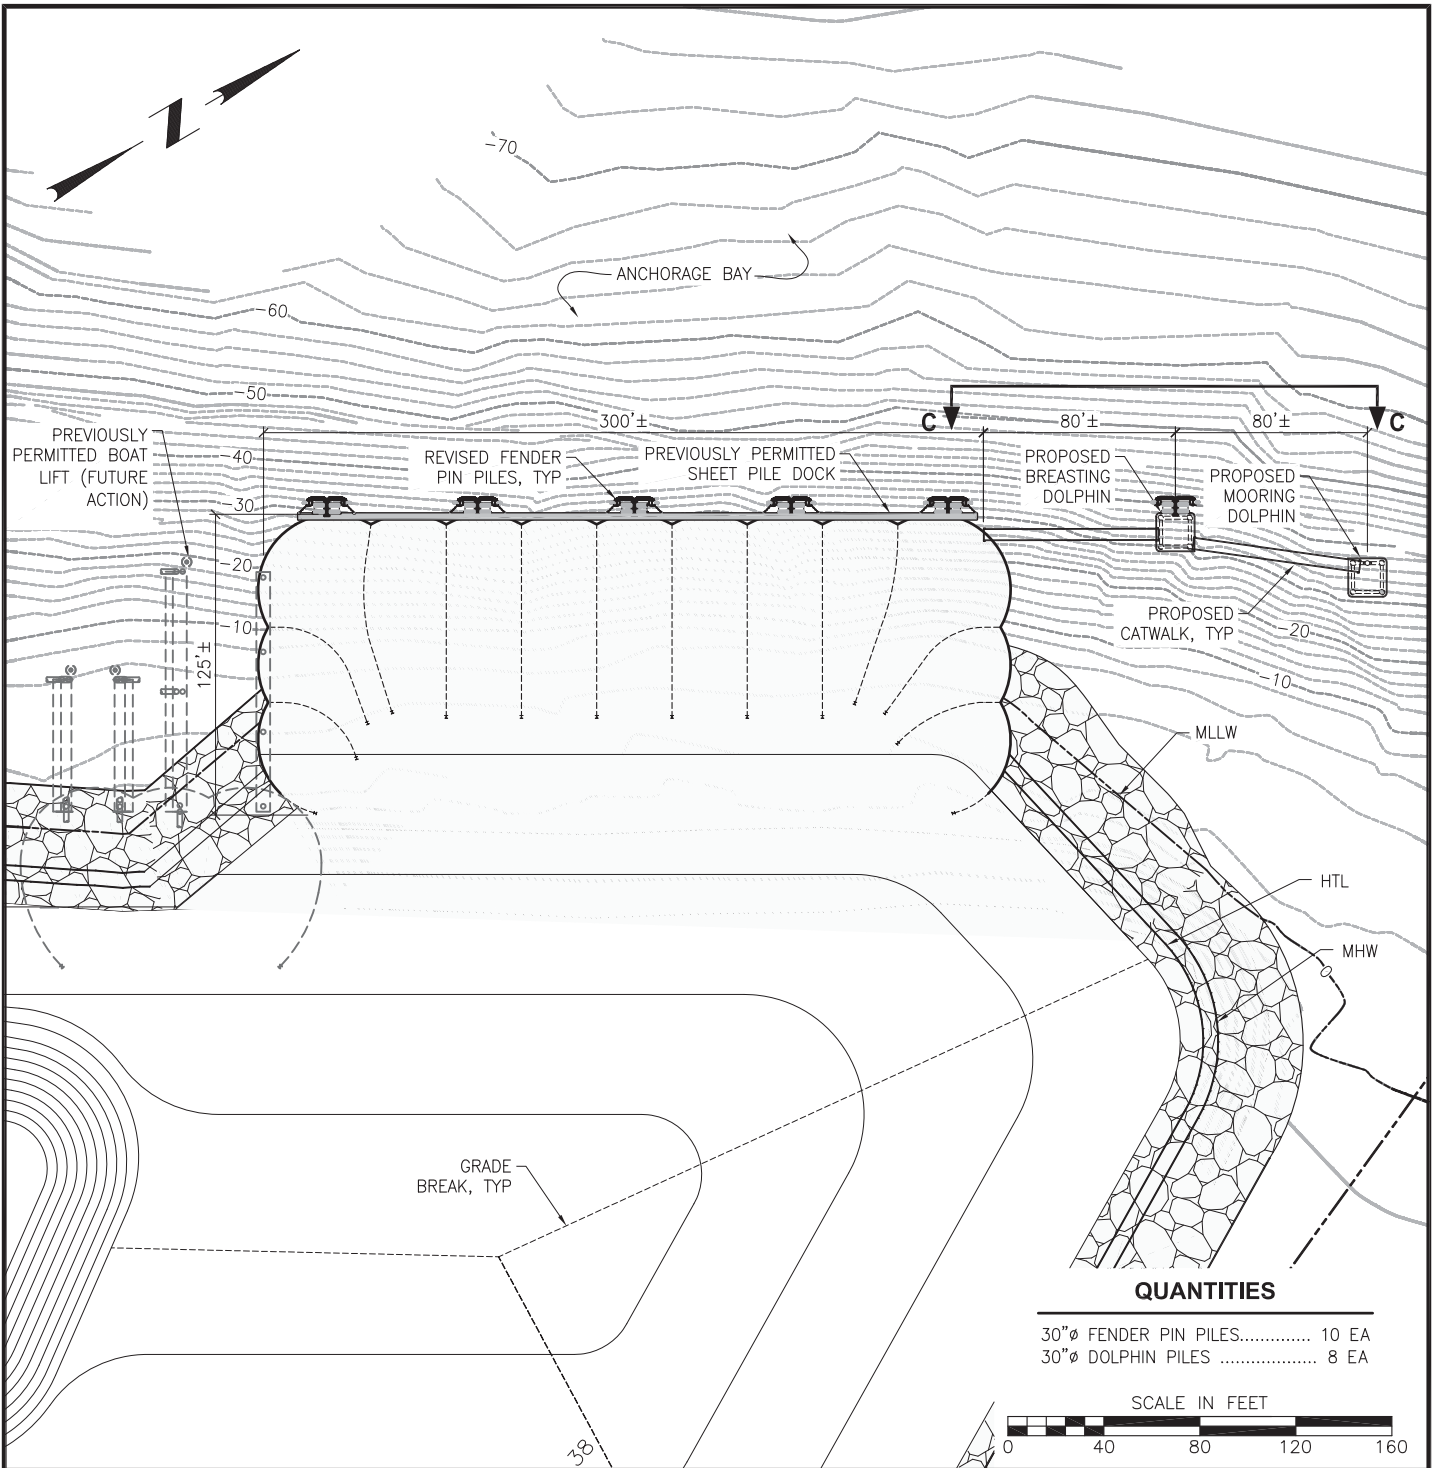 -70
ANCHORAGE BAY
-60
-50
300'±
C
80'±
80'±
C
PREVIOUSLY
PERMITTED BOAT
LIFT (FUTURE
ACTION)
-40
REVISED FENDER
PIN PILES, TYP
PREVIOUSLY PERMITTED
SHEET PILE DOCK
PROPOSED
BREASTING
DOLPHIN
PROPOSED
MOORING
DOLPHIN
-30
-20
-10
125'±
PROPOSED
CATWALK, TYP
-20
-10
MLLW
HTL
MHW
0
GRADE
BREAK, TYP
38
QUANTITIES
30"ø FENDER PIN PILES.............. 10 EA
30"ø DOLPHIN PILES ................... 8 EA
SCALE IN FEET
0 40 80 120 160